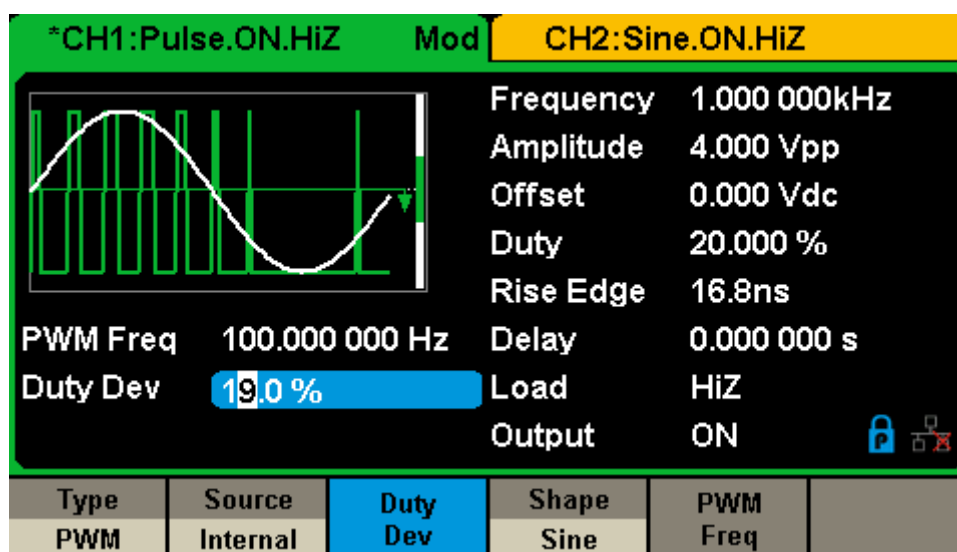 *CH1:Pulse.ON.HiZ Mod
CH2:Sine.ON.HiZ
Frequency 1.000 000kHz
Amplitude 4.000 Vpp
Offset 0.000 Vdc
Duty 20.000 %
Rise Edge 16.8ns
PWM Freq 100.000 000 Hz
Delay 0.000 000 s
Duty Dev 19.0 %
Load HiZ
Output ON
P
Type Source Duty Dev Shape PWM Freq
PWM Internal Sine